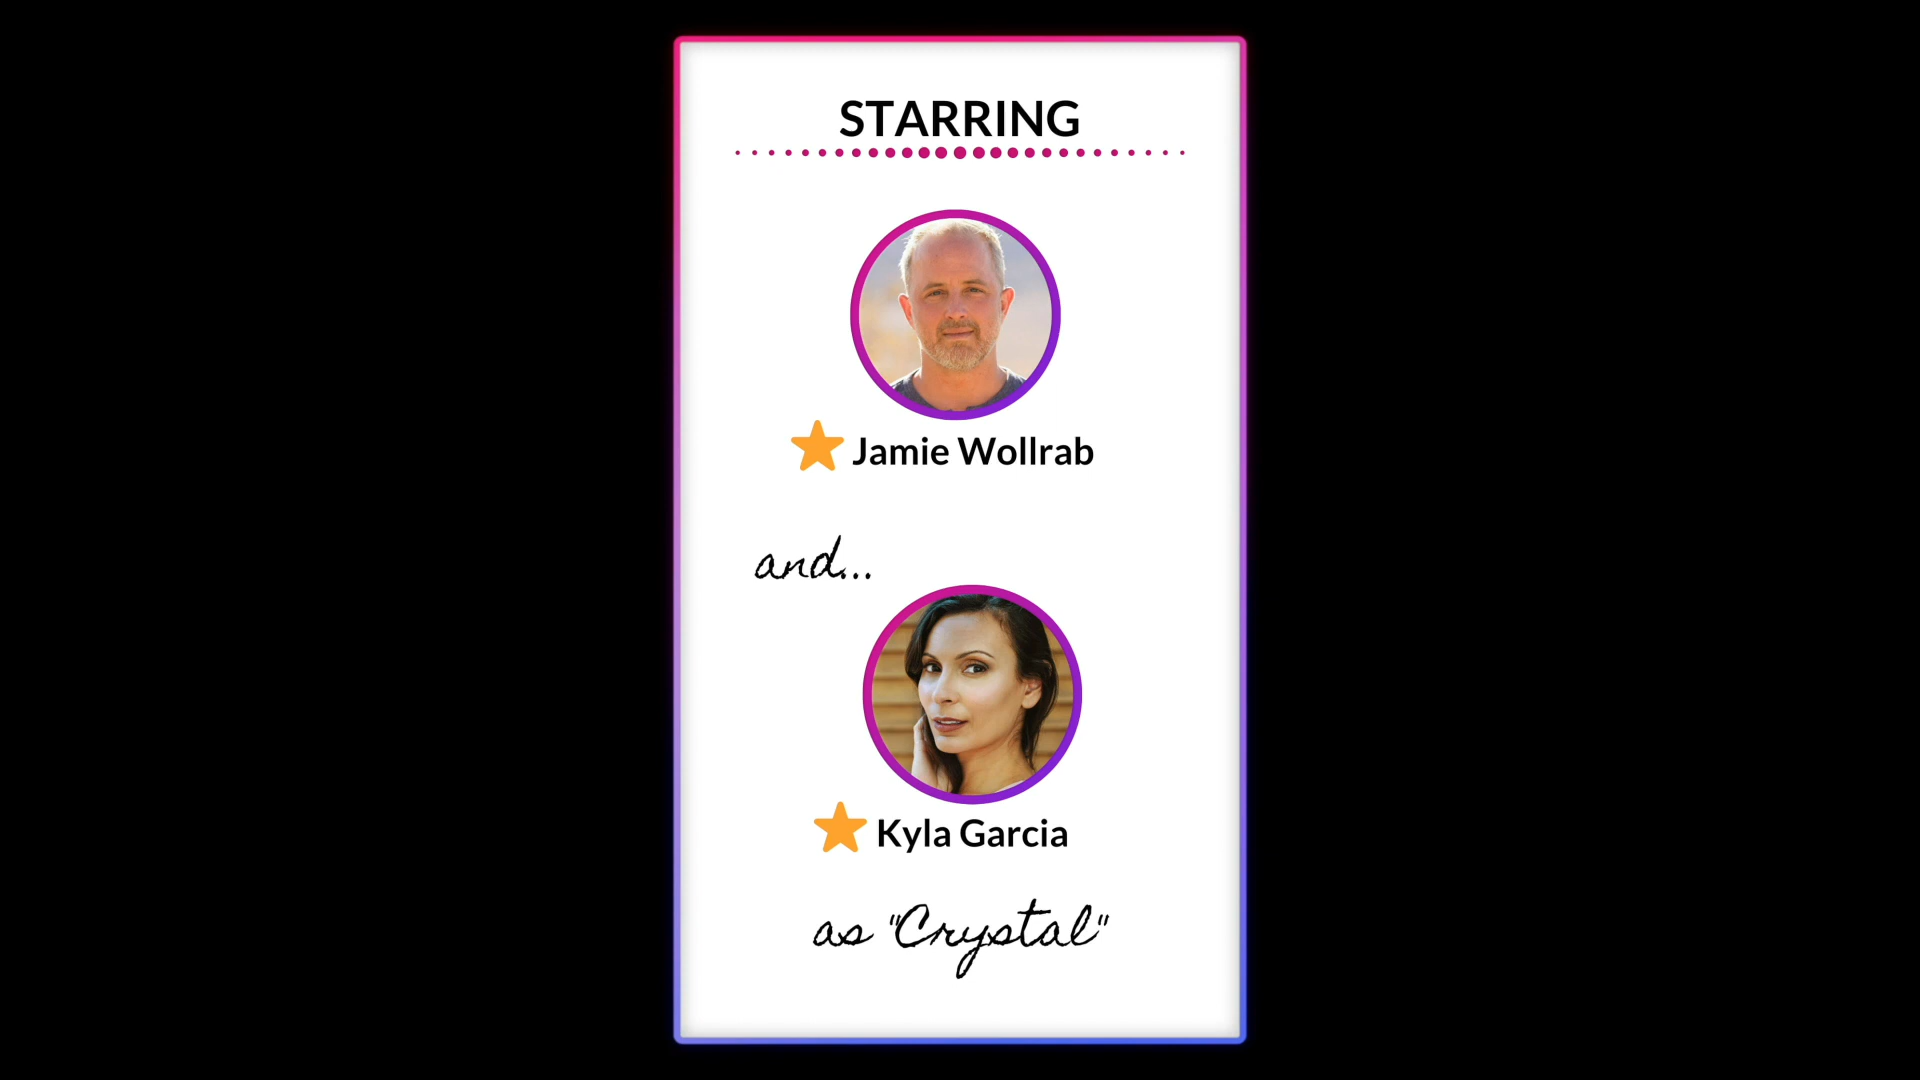 STARRING
Jamie Wollrab
and...
Kyla Garcia
as "Crystal"